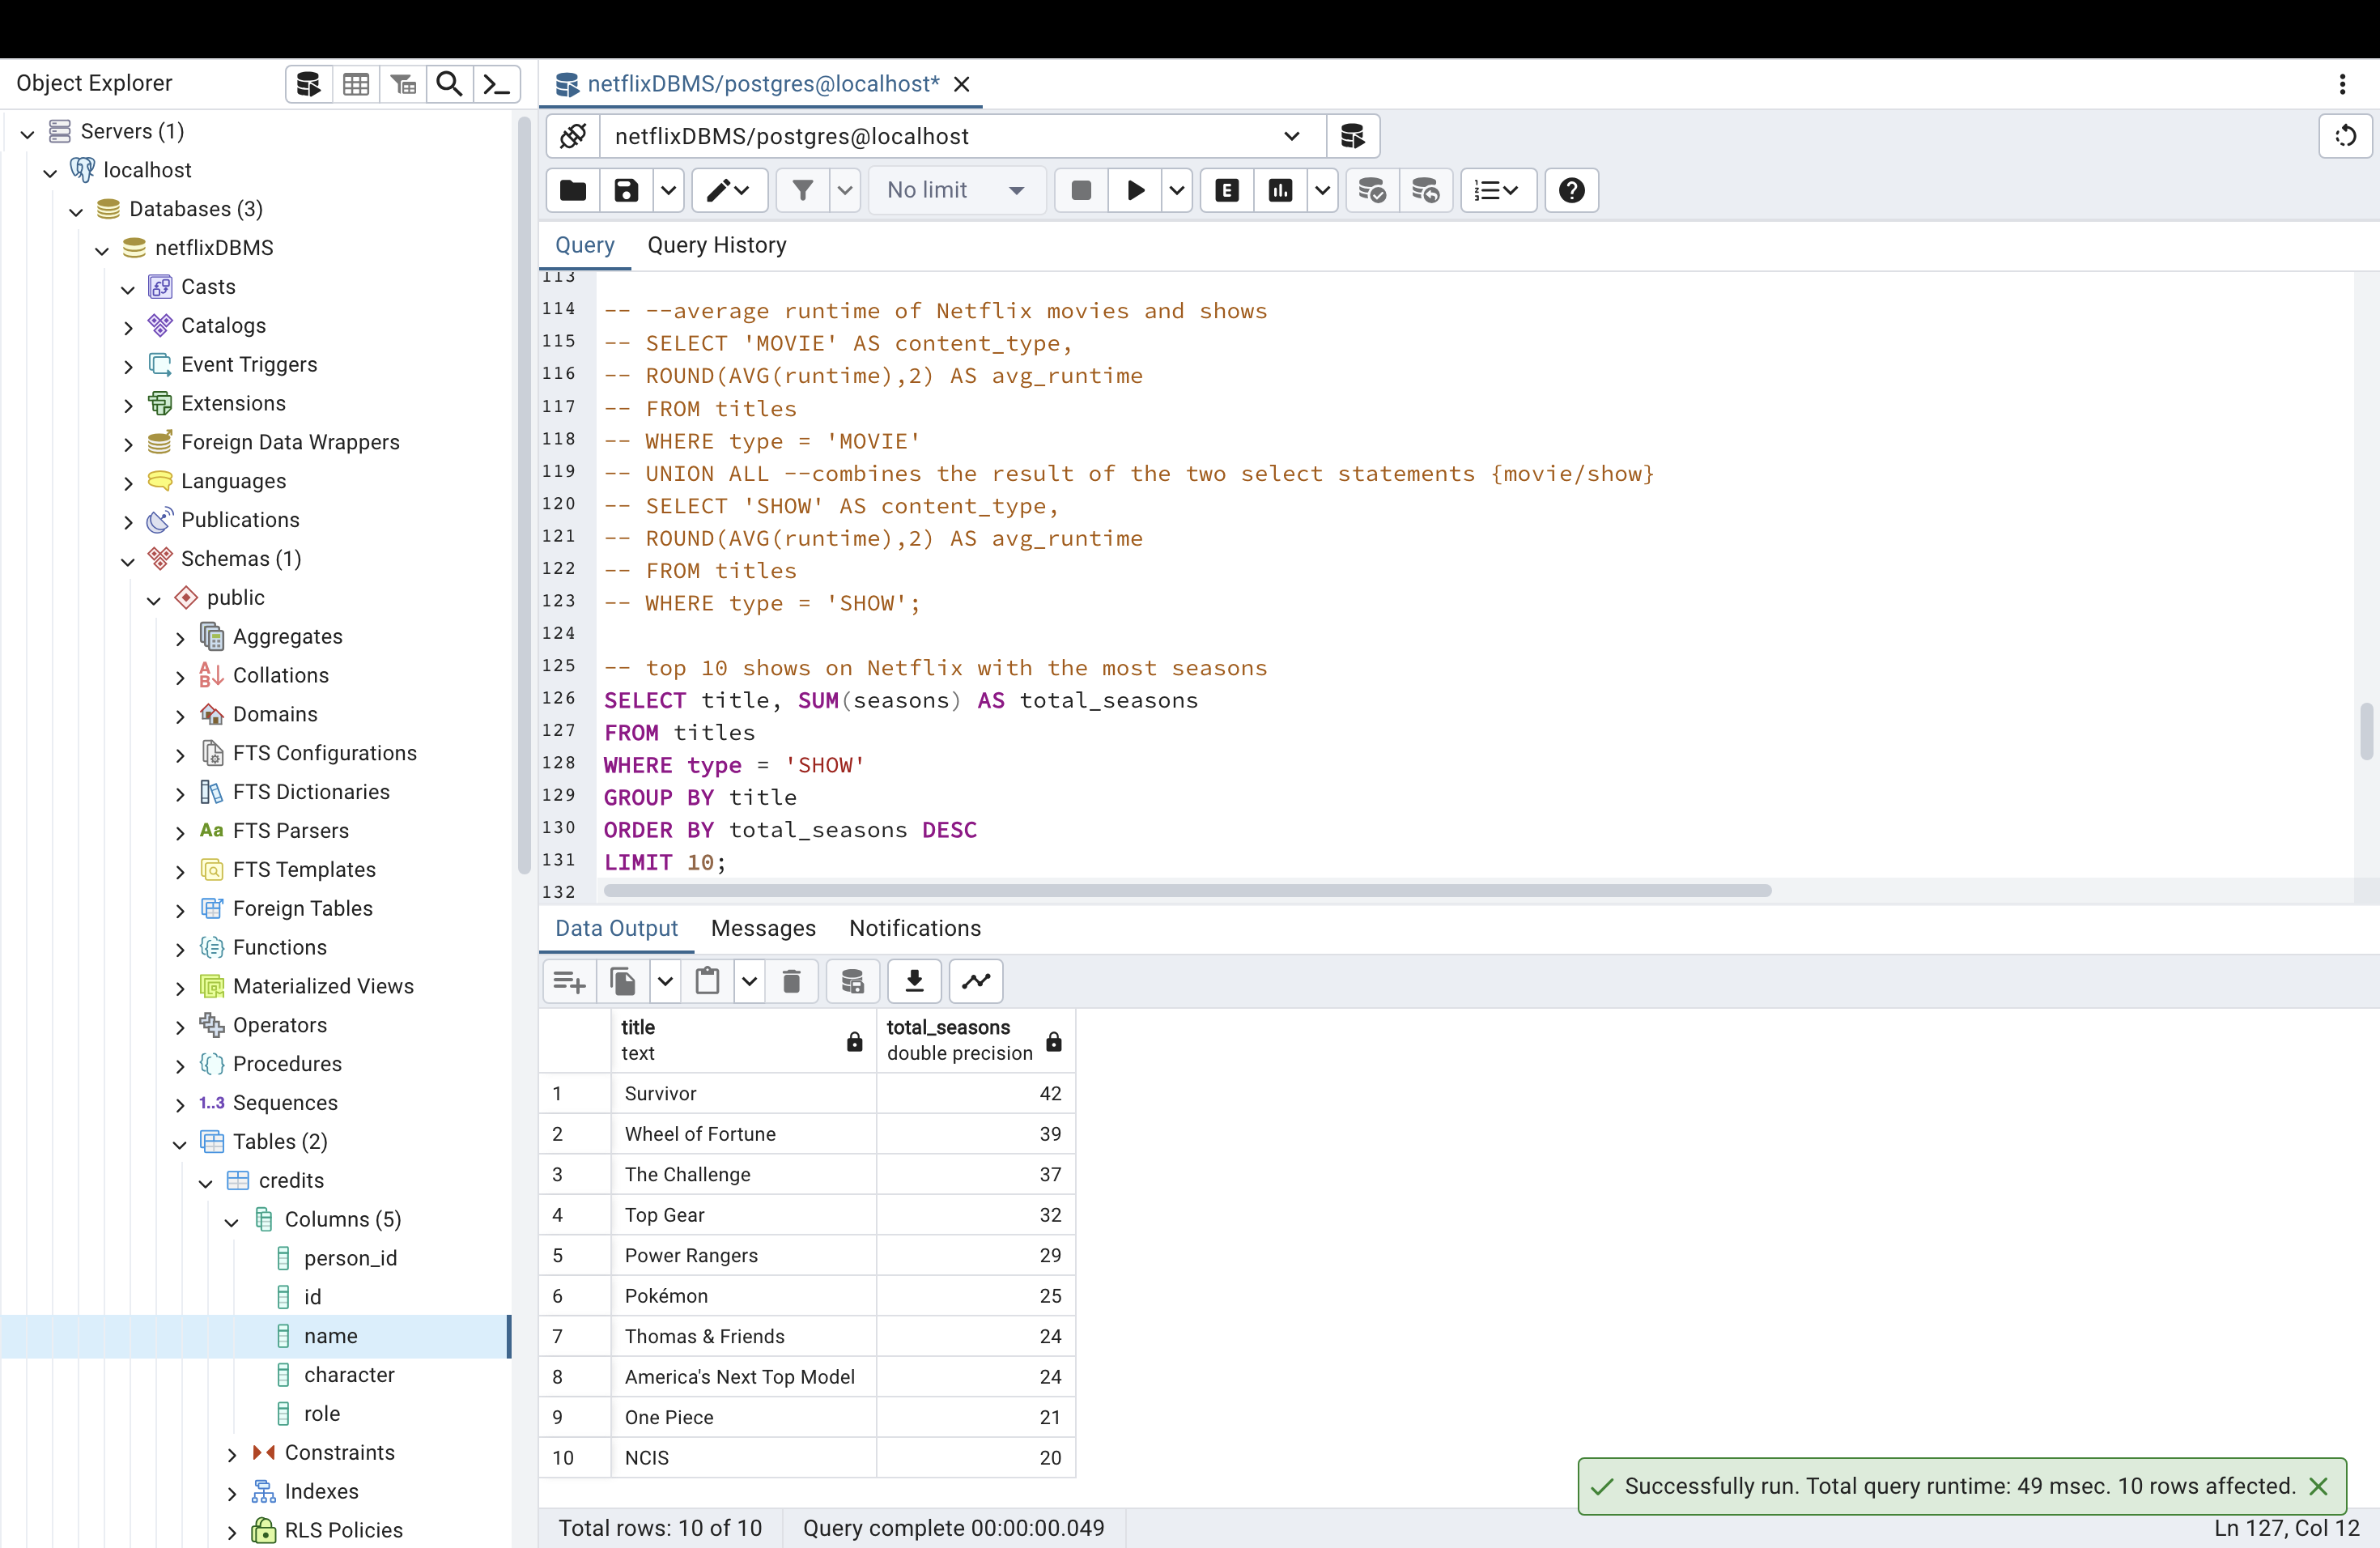 Object Explorer
Servers (1)
localhost
Databases (3)
netflixDBMS
Casts
Catalogs
Event Triggers
Extensions
Foreign Data Wrappers
Languages
Publications
Schemas (1)
public
Aggregates
Collations
Domains
FTS Configurations
FTS Dictionaries
Aa FTS Parsers
FTS Templates
Foreign Tables
Functions
Materialized Views
Operators
Procedures
1..3 Sequences
Tables (2)
credits
Columns (5)
person_id
id
name
character
role
Constraints
Indexes
RLS Policies
netflixDBMS/postgres@localhost*
netflixDBMS/postgres@localhost
No limit
E
Query Query History
113
114 -- --average runtime of Netflix movies and shows
115 -- SELECT 'MOVIE' AS content_type,
116 -- ROUND(AVG(runtime),2) AS avg_runtime
117 -- FROM titles
118 -- WHERE type = 'MOVIE'
119 -- UNION ALL --combines the result of the two select statements {movie/show}
120 -- SELECT 'SHOW' AS content_type,
121 -- ROUND(AVG(runtime),2) AS avg_runtime
122 -- FROM titles
123 -- WHERE type = 'SHOW';
124
125 -- top 10 shows on Netflix with the most seasons
126 SELECT title, SUM(seasons) AS total_seasons
127 FROM titles
128 WHERE type = 'SHOW'
129 GROUP BY title
130 ORDER BY total_seasons DESC
131 LIMIT 10;
132
Data Output Messages Notifications
title total_seasons
text double precision
1 Survivor 42
2 Wheel of Fortune 39
3 The Challenge 37
4 Top Gear 32
5 Power Rangers 29
6 Pokémon 25
7 Thomas & Friends 24
8 America's Next Top Model 24
9 One Piece 21
10 NCIS 20
Successfully run. Total query runtime: 49 msec. 10 rows affected.
Total rows: 10 of 10 Query complete 00:00:00.049 Ln 127, Col 12